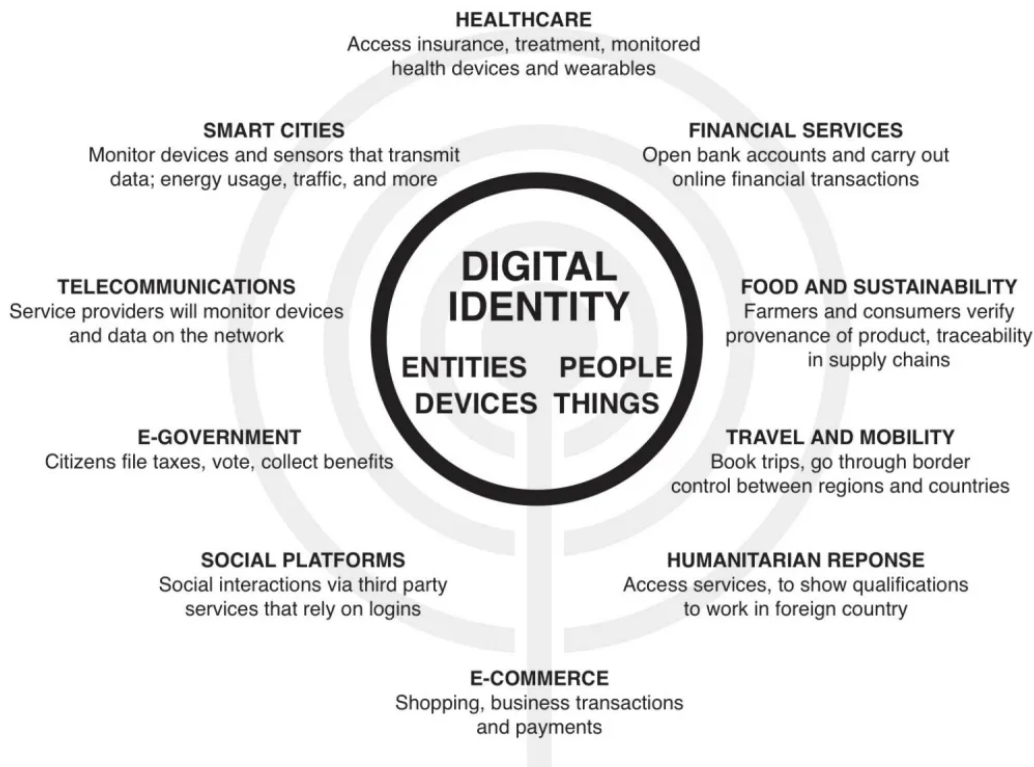 HEALTHCARE
Access insurance, treatment, monitored
health devices and wearables
SMART CITIES
Monitor devices and sensors that transmit
data; energy usage, traffic, and more
FINANCIAL SERVICES
Open bank accounts and carry out
online financial transactions
DIGITAL
IDENTITY
ENTITIES PEOPLE
DEVICES THINGS
TELECOMMUNICATIONS
Service providers will monitor devices
and data on the network
FOOD AND SUSTAINABILITY
Farmers and consumers verify
provenance of product, traceability
in supply chains
E-GOVERNMENT
Citizens file taxes, vote, collect benefits
TRAVEL AND MOBILITY
Book trips, go through border
control between regions and countries
SOCIAL PLATFORMS
Social interactions via third party
services that rely on logins
HUMANITARIAN REPONSE
Access services, to show qualifications
to work in foreign country
E-COMMERCE
Shopping, business transactions
and payments